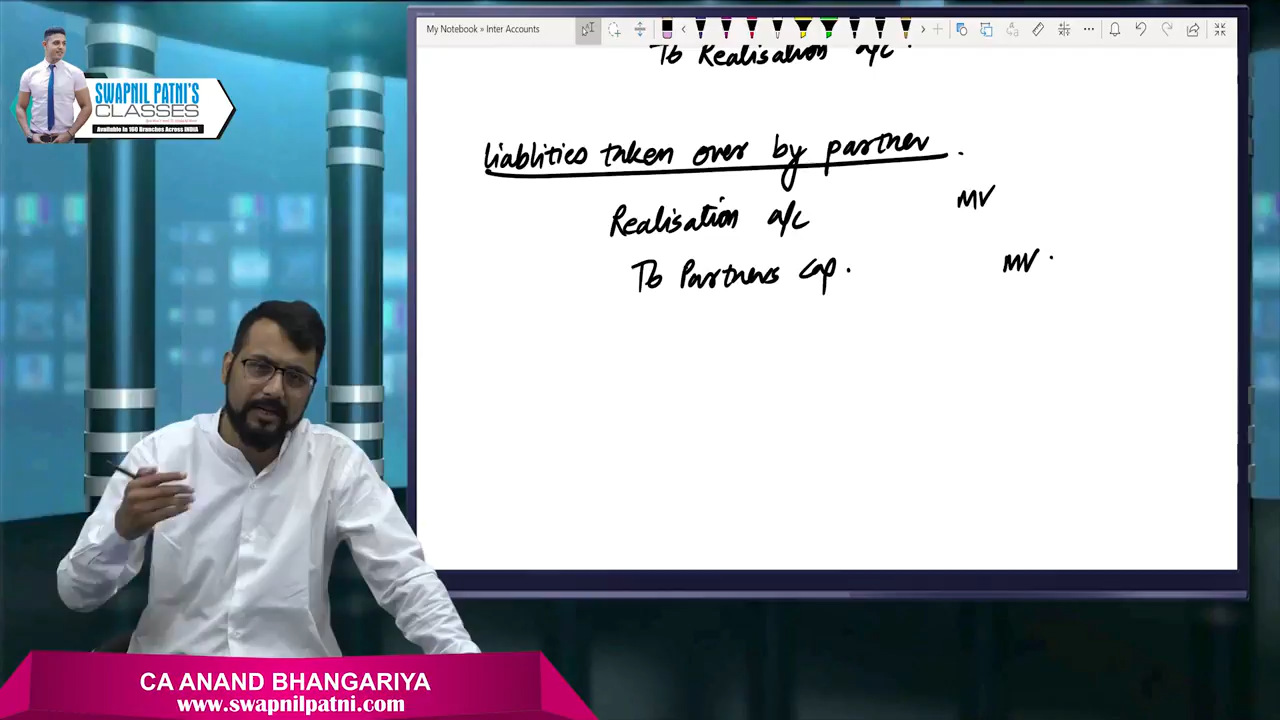 SWAPNIL PATNI'S
CLASSES
Available In 160 Branches Across INDIA
My Notebook » Inter Accounts
To Realisation a/c.
liablities taken over by partner.
Realisation a/c MV
To Partners cap. MV.
CA ANAND BHANGARIYA
www.swapnilpatni.com